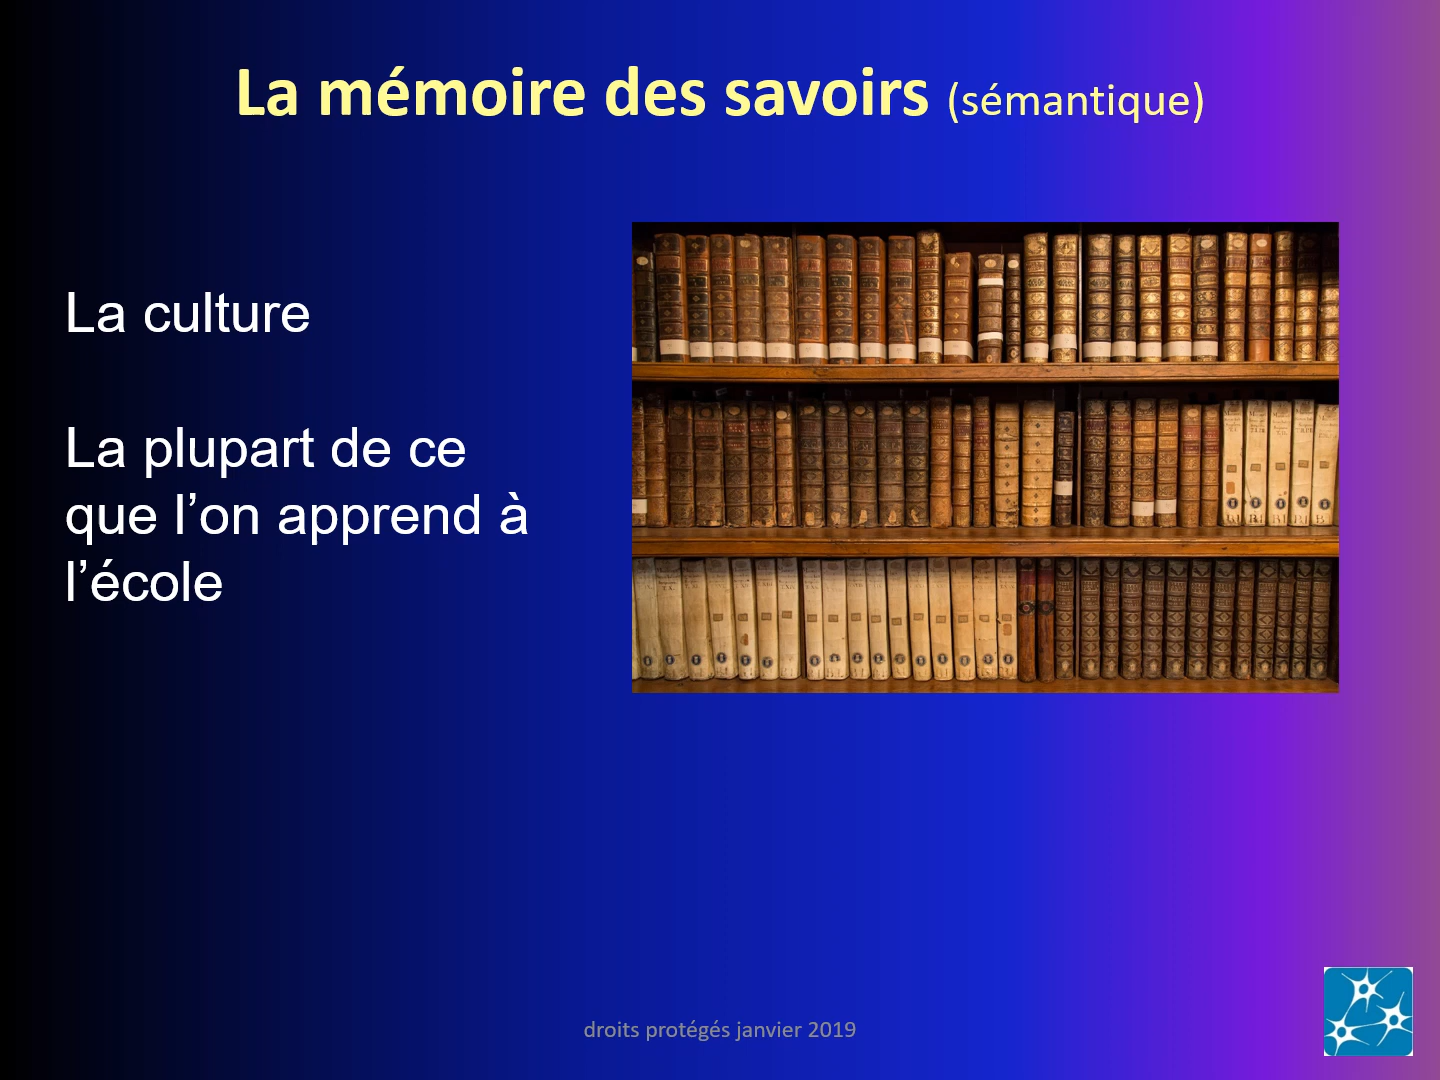 La mémoire des savoirs (sémantique)
La culture
La plupart de ce
que l’on apprend à
l’école
droits protégés janvier 2019